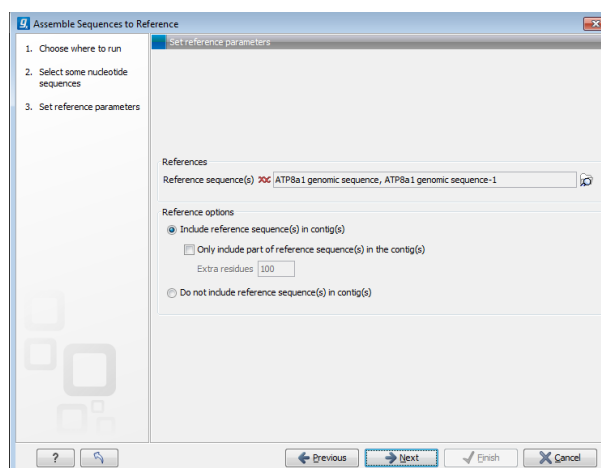 Assemble Sequences to Reference
1. Choose where to run
2. Select some nucleotide
sequences
3. Set reference parameters
Set reference parameters
References
Reference sequence(s) ATP8a1 genomic sequence, ATP8a1 genomic sequence-1
Reference options
Include reference sequence(s) in contig(s)
Only include part of reference sequence(s) in the contig(s)
Extra residues 100
Do not include reference sequence(s) in contig(s)
? Previous Next Finish Cancel